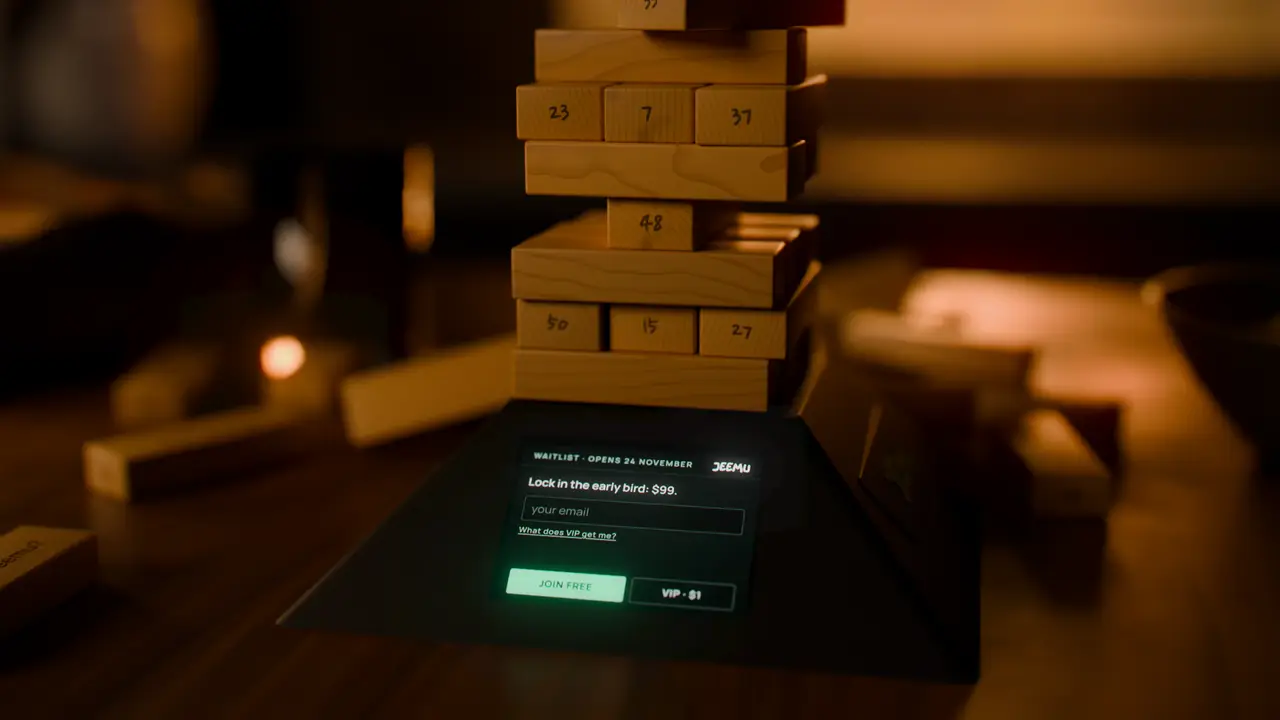 23 7 37
48
50 15 27
WAITLIST · OPENS 24 NOVEMBER JEEMU
Lock in the early bird: $99.
your email
What does VIP get me?
JOIN FREE VIP · $1